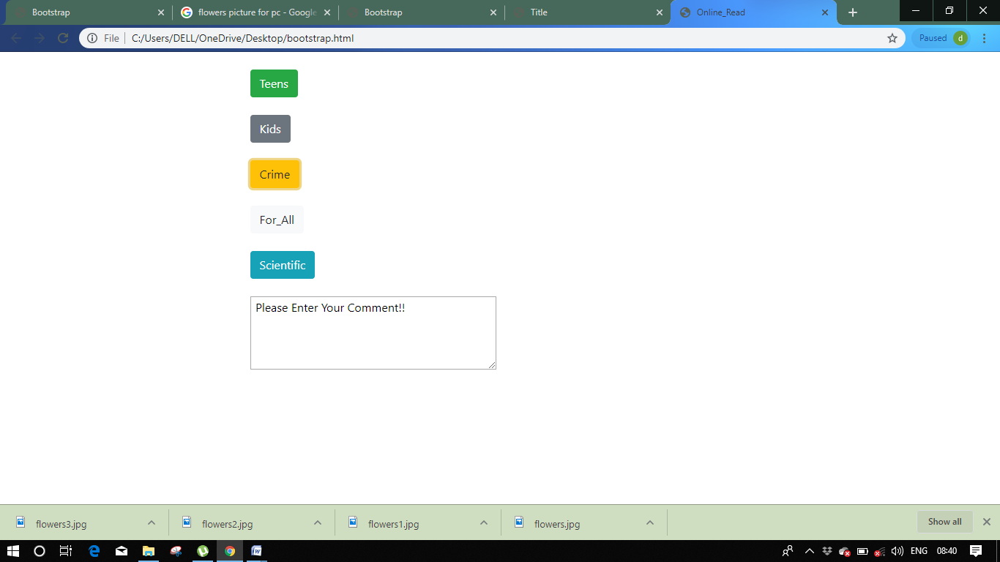 Bootstrap
flowers picture for pc - Google
Bootstrap
Title
Online_Read
File
C:/Users/DELL/OneDrive/Desktop/bootstrap.html
Paused
d
Teens
Kids
Crime
For_All
Scientific
Please Enter Your Comment!!
flowers3.jpg
flowers2.jpg
flowers1.jpg
flowers.jpg
Show all
ENG
08:40